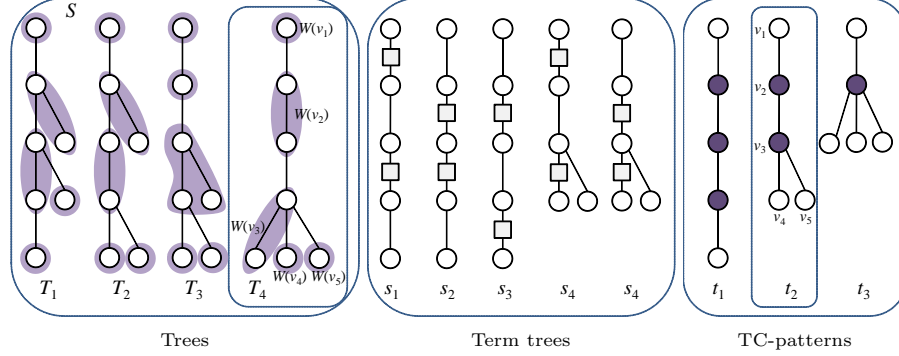 S
W(v₁)
W(v₂)
W(v₃)
W(v₄)
W(v₅)
T₁
T₂
T₃
T₄
s₁
s₂
s₃
s₄
s₄
v₁
v₂
v₃
v₄
v₅
t₁
t₂
t₃
Trees
Term trees
TC-patterns